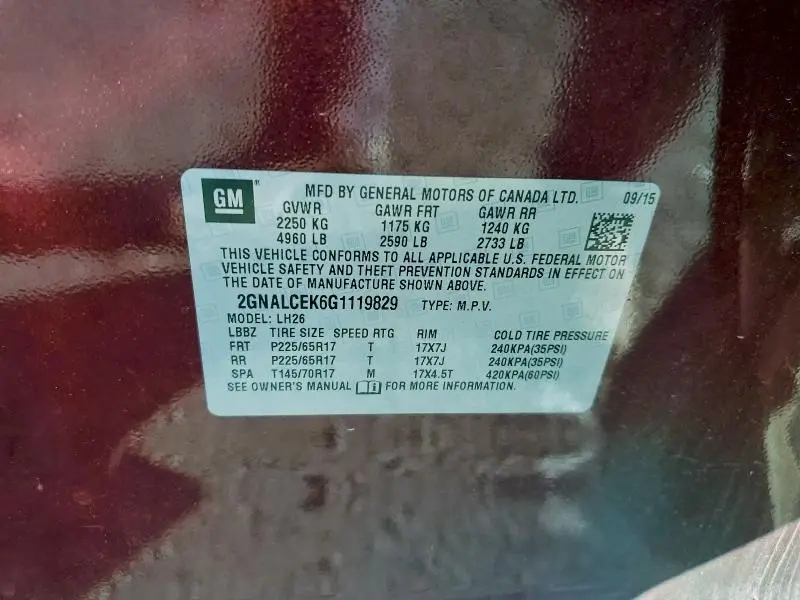 GM ®
MFD BY GENERAL MOTORS OF CANADA LTD. 09/15
GVWR GAWR FRT GAWR RR
2250 KG 1175 KG 1240 KG
4960 LB 2590 LB 2733 LB
THIS VEHICLE CONFORMS TO ALL APPLICABLE U.S. FEDERAL MOTOR
VEHICLE SAFETY AND THEFT PREVENTION STANDARDS IN EFFECT ON
THE DATE OF MANUFACTURE SHOWN ABOVE.
2GNALCEK6G1119829 TYPE: M.P.V.
MODEL: LH26
LBBZ TIRE SIZE SPEED RTG RIM COLD TIRE PRESSURE
FRT P225/65R17 T 17X7J 240KPA(35PSI)
RR P225/65R17 T 17X7J 240KPA(35PSI)
SPA T145/70R17 M 17X4.5T 420KPA(60PSI)
SEE OWNER'S MANUAL FOR MORE INFORMATION.